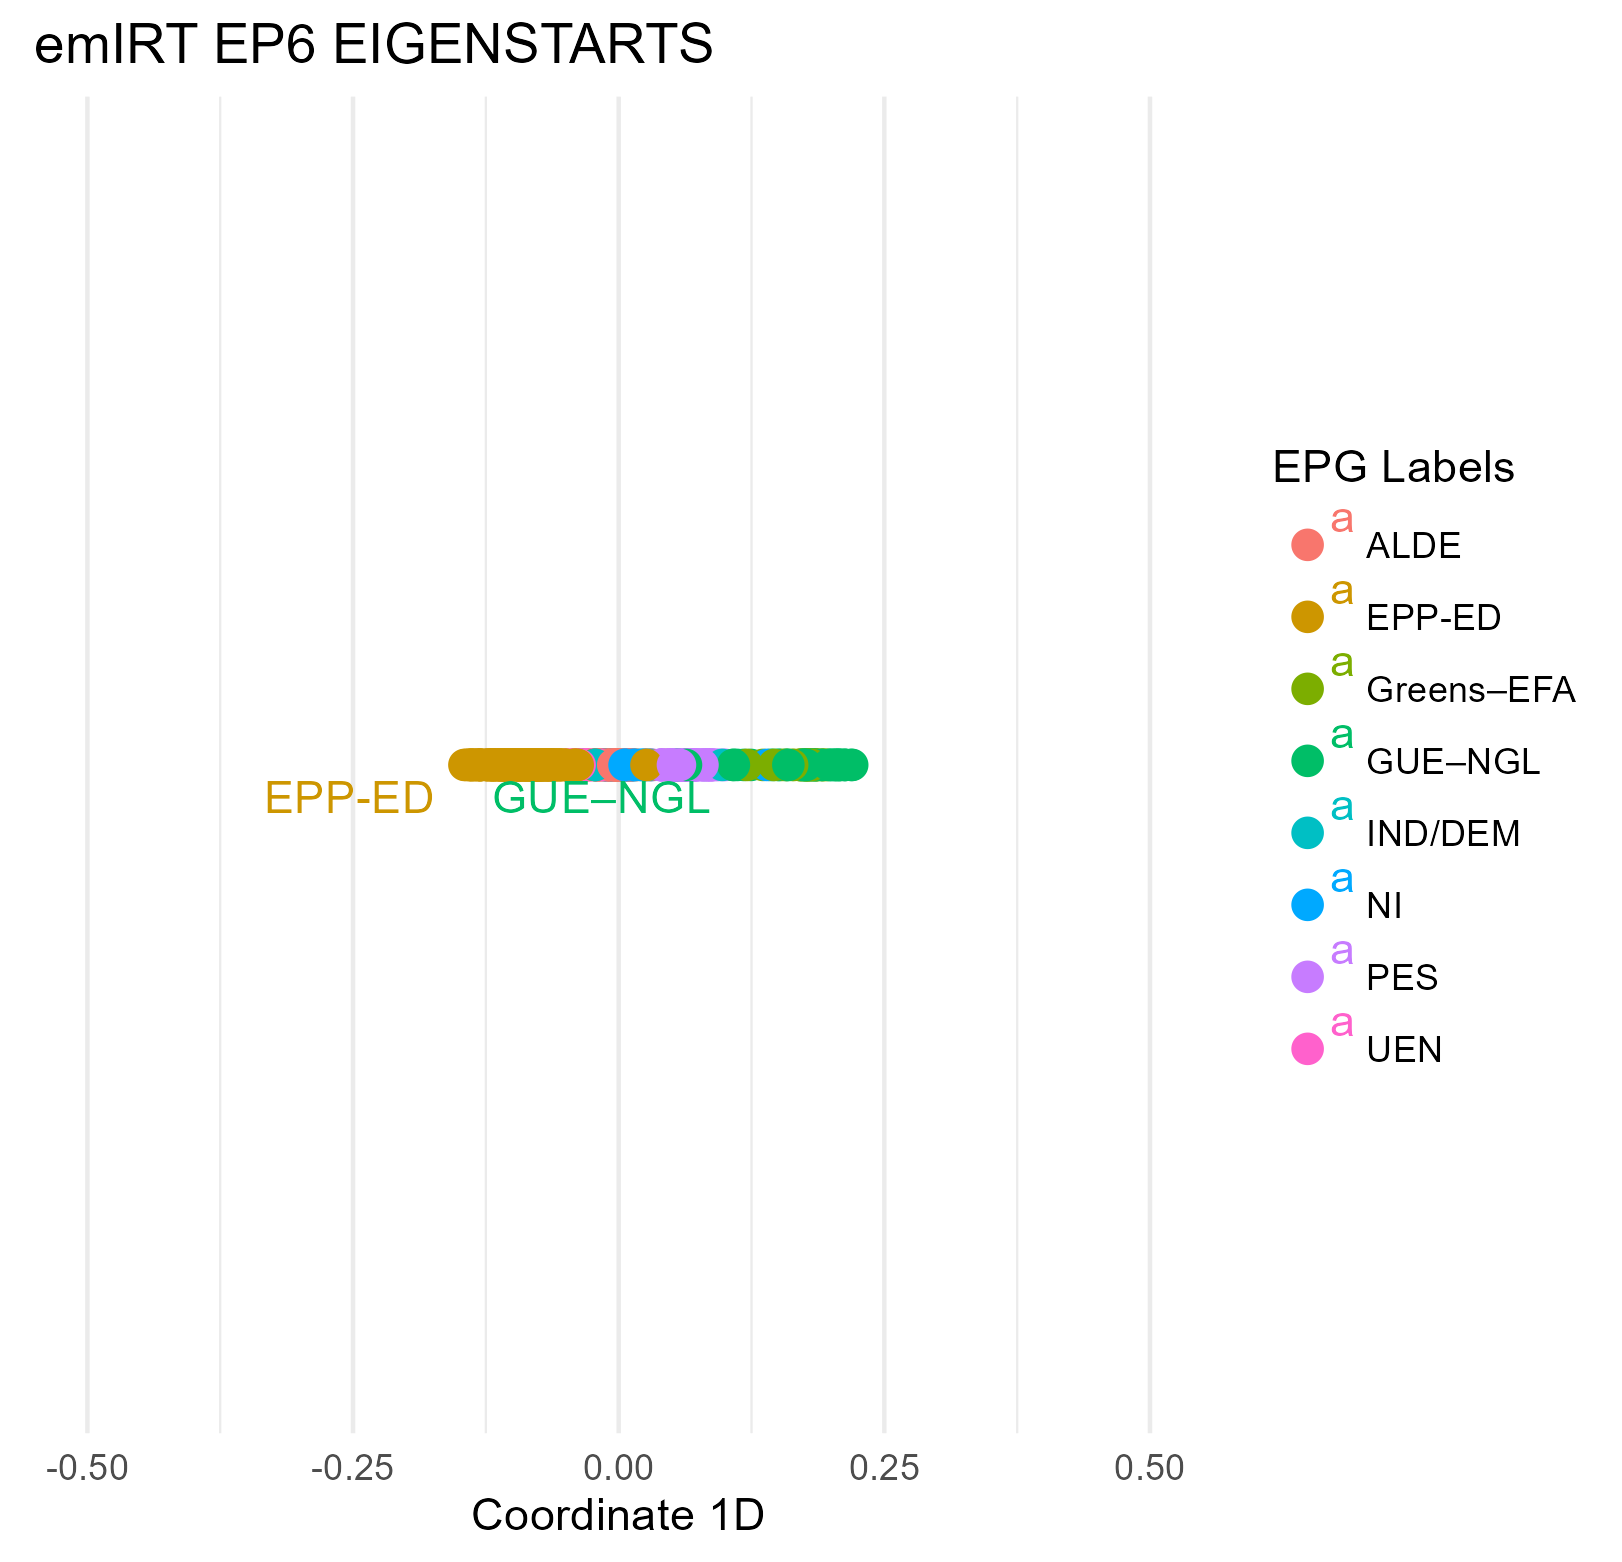 emIRT EP6 EIGENSTARTS
EPP-ED GUE–NGL
EPG Labels
a ALDE
a EPP-ED
a Greens–EFA
a GUE–NGL
a IND/DEM
a NI
a PES
a UEN
-0.50 -0.25 0.00 0.25 0.50
Coordinate 1D